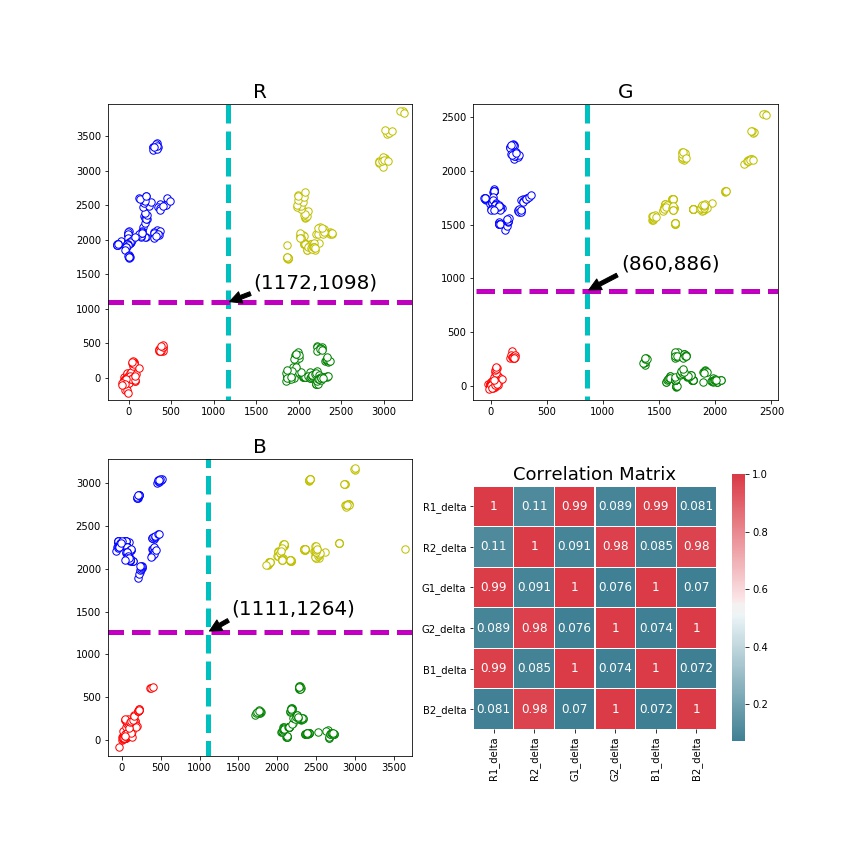 R
3500
3000
2500
2000
1500
1000
500
0
(1172,1098)
0 500 1000 1500 2000 2500 3000
G
2500
2000
1500
1000
500
0
(860,886)
0 500 1000 1500 2000 2500
B
3000
2500
2000
1500
1000
500
0
(1111,1264)
0 500 1000 1500 2000 2500 3000 3500
Correlation Matrix
R1_delta 1 0.11 0.99 0.089 0.99 0.081
R2_delta 0.11 1 0.091 0.98 0.085 0.98
G1_delta 0.99 0.091 1 0.076 1 0.07
G2_delta 0.089 0.98 0.076 1 0.074 1
B1_delta 0.99 0.085 1 0.074 1 0.072
B2_delta 0.081 0.98 0.07 1 0.072 1
R1_delta R2_delta G1_delta G2_delta B1_delta B2_delta
1.0
0.8
0.6
0.4
0.2